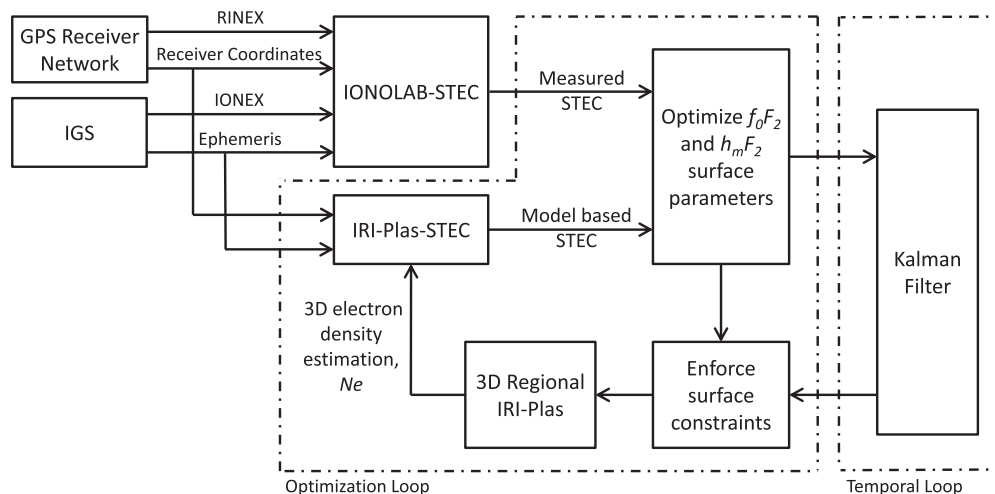 GPS Receiver
Network
RINEX
Receiver Coordinates
IGS
IONEX
Ephemeris
IONOLAB-STEC
Measured
STEC
Optimize f0F2
and hmF2
surface
parameters
IRI-Plas-STEC
Model based
STEC
Kalman
Filter
3D electron
density
estimation,
Ne
3D Regional
IRI-Plas
Enforce
surface
constraints
Optimization Loop
Temporal Loop